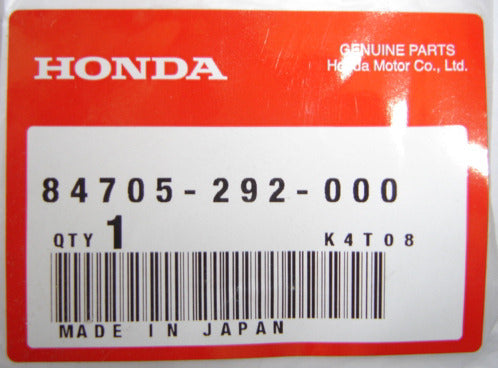 HONDA
GENUINE PARTS
Honda Motor Co., Ltd.
84705-292-000
QTY 1 K4T08
MADE IN JAPAN